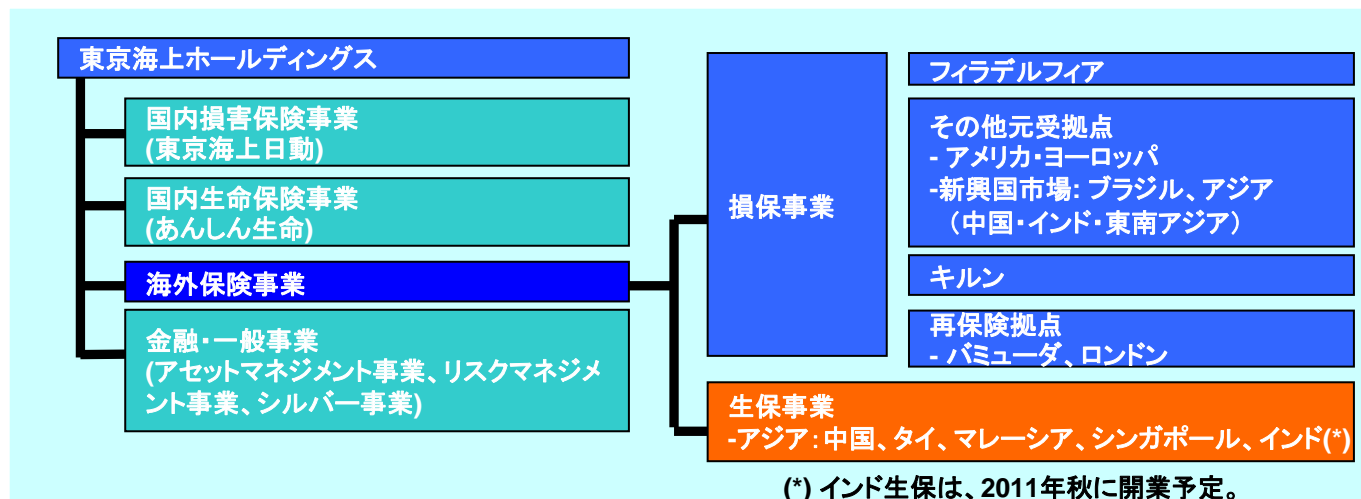 東京海上ホールディングス
国内損害保険事業
(東京海上日動)
国内生命保険事業
(あんしん生命)
海外保険事業
金融・一般事業
(アセットマネジメント事業、リスクマネジメ
ント事業、シルバー事業)
損保事業
フィラデルフィア
その他元受拠点
- アメリカ・ヨーロッパ
-新興国市場: ブラジル、アジア
（中国・インド・東南アジア）
キルン
再保険拠点
- バミューダ、ロンドン
生保事業
-アジア：中国、タイ、マレーシア、シンガポール、インド(*)
(*) インド生保は、2011年秋に開業予定。